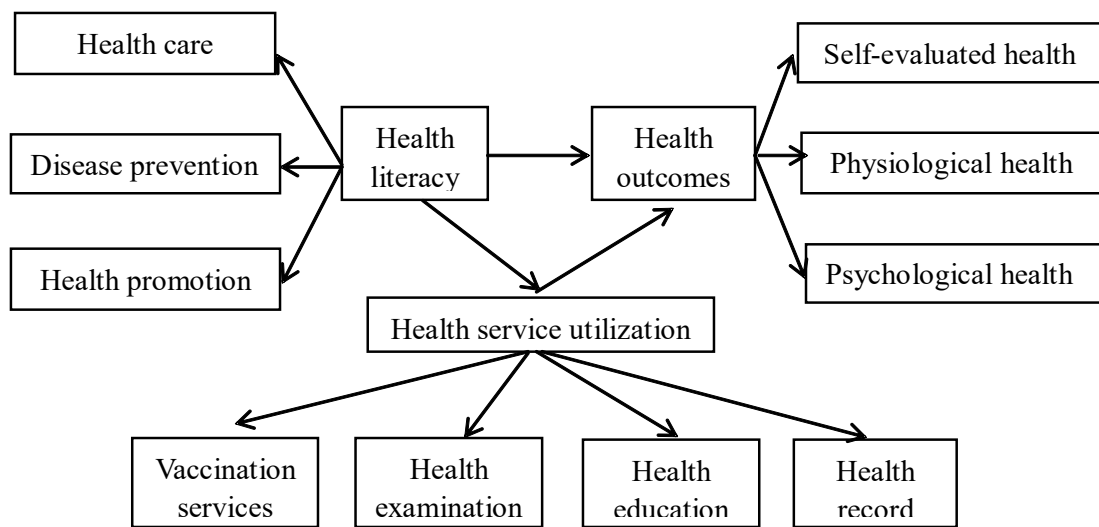 Health care
Self-evaluated health
Health
literacy
Health
outcomes
Disease prevention
Physiological health
Health promotion
Psychological health
Health service utilization
Vaccination
services
Health
examination
Health
education
Health
record